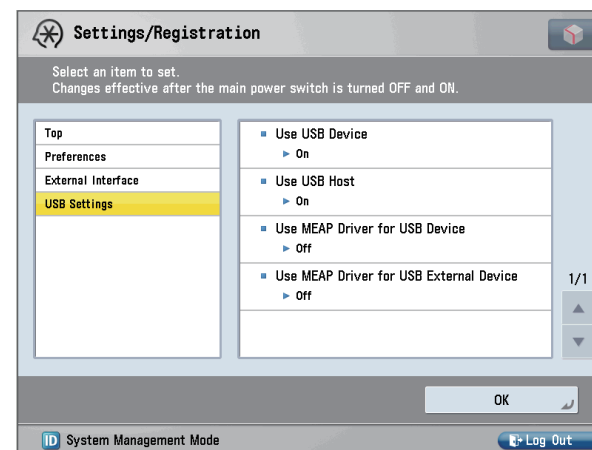 Settings/Registration
Select an item to set.
Changes effective after the main power switch is turned OFF and ON.
Top
Preferences
External Interface
USB Settings
Use USB Device
On
Use USB Host
On
Use MEAP Driver for USB Device
Off
Use MEAP Driver for USB External Device
Off
1/1
OK
ID System Management Mode
Log Out